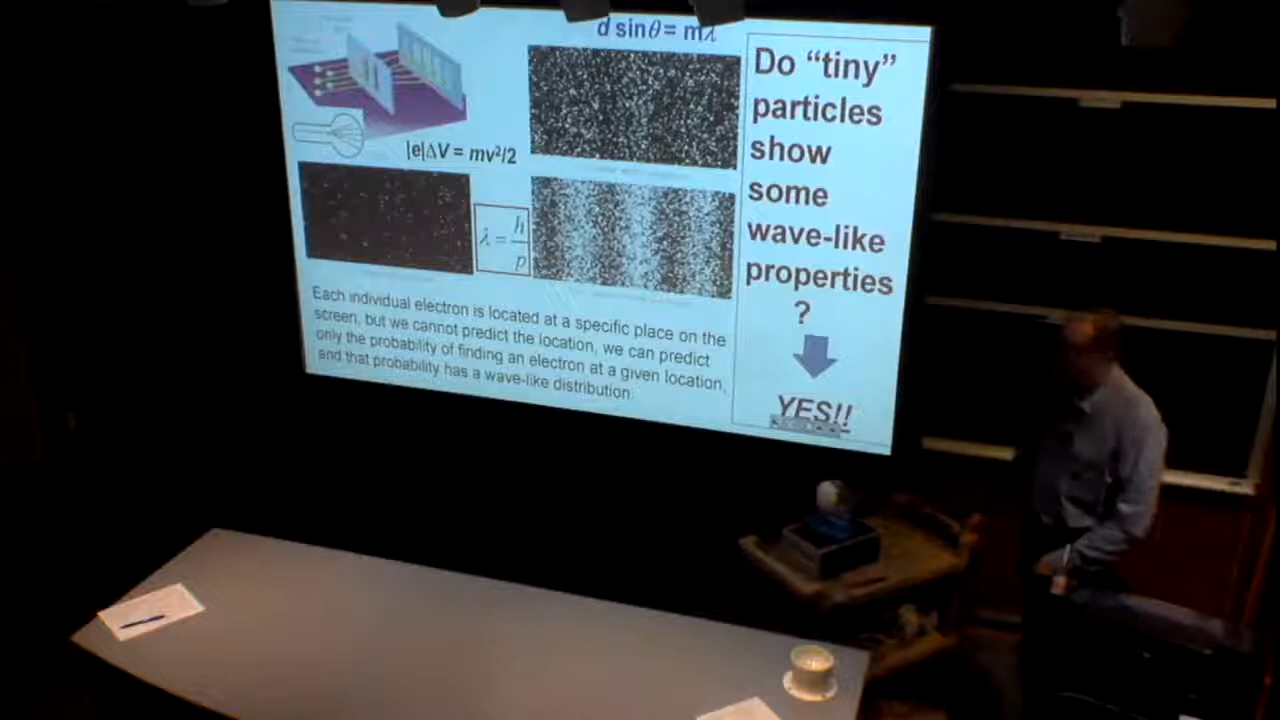 d sinθ = mλ
|e|ΔV = mv²/2
λ = h/p
Each individual electron is located at a specific place on the
screen, but we cannot predict the location, we can predict
only the probability of finding an electron at a given location,
and that probability has a wave-like distribution.
Do “tiny”
particles
show
some
wave-like
properties
?
YES!!